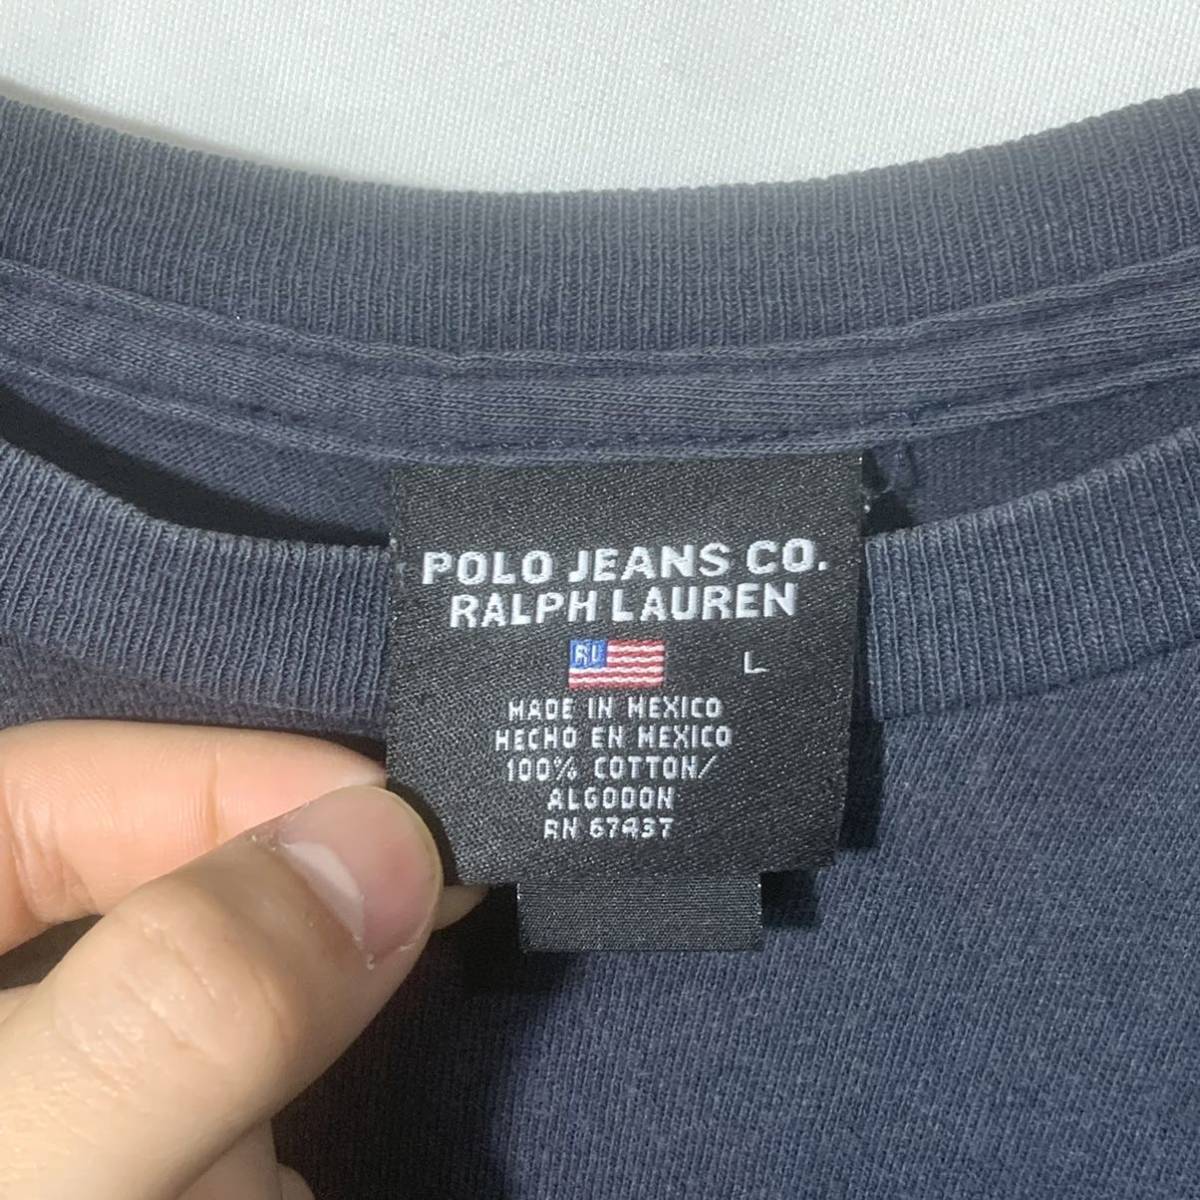 POLO JEANS CO.
RALPH LAUREN
RL L
MADE IN MEXICO
HECHO EN MEXICO
100% COTTON/
ALGODON
RN 67437